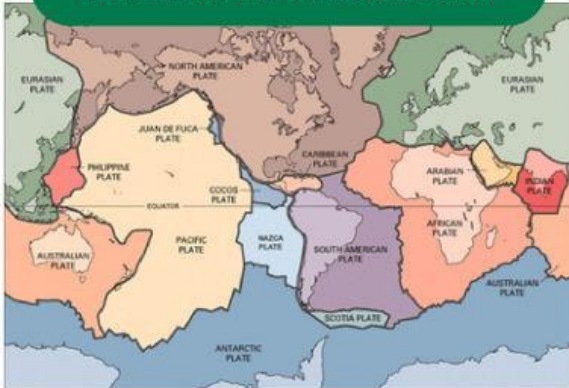 NORTH AMERICAN
PLATE
EURASIAN
PLATE
EURASIAN
PLATE
JUAN DE FUCA
PLATE
CARIBBEAN
PLATE
PHILIPPINE
PLATE
ARABIAN
PLATE
INDIAN
PLATE
COCOS
PLATE
EQUATOR
AUSTRALIAN
PLATE
PACIFIC
PLATE
NAZCA
PLATE
SOUTH AMERICAN
PLATE
AFRICAN
PLATE
AUSTRALIAN
PLATE
SCOTIA PLATE
ANTARCTIC
PLATE